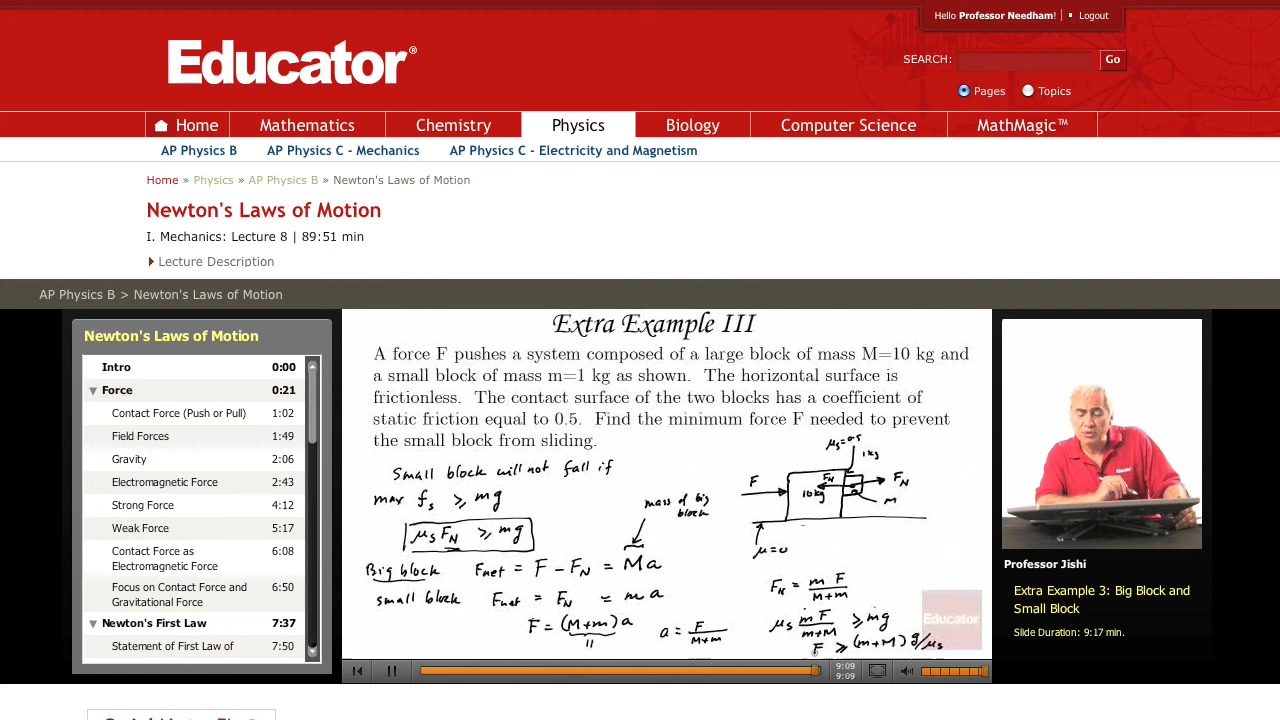 Hello Professor Needham! Logout
Educator®
SEARCH: Go
Pages Topics
Home Mathematics Chemistry Physics Biology Computer Science MathMagic™
AP Physics B AP Physics C - Mechanics AP Physics C - Electricity and Magnetism
Home » Physics » AP Physics B » Newton's Laws of Motion
Newton's Laws of Motion
I. Mechanics: Lecture 8 | 89:51 min
Lecture Description
AP Physics B > Newton's Laws of Motion
Newton's Laws of Motion
Intro 0:00
Force 0:21
Contact Force (Push or Pull) 1:02
Field Forces 1:49
Gravity 2:06
Electromagnetic Force 2:43
Strong Force 4:12
Weak Force 5:17
Contact Force as 6:08
Electromagnetic Force
Focus on Contact Force and 6:50
Gravitational Force
Newton's First Law 7:37
Statement of First Law of 7:50
Extra Example III
A force F pushes a system composed of a large block of mass M=10 kg and
a small block of mass m=1 kg as shown. The horizontal surface is
frictionless. The contact surface of the two blocks has a coefficient of
static friction equal to 0.5. Find the minimum force F needed to prevent
the small block from sliding.
Small block will not fall if
max fs ≥ mg
μs FN ≥ mg
mass of big
block
Big block Fnet = F - FN = Ma
small block Fnet = FN = ma
F = (M+m)a
11
a = F/M+m
μs=0.5
1kg
F
FN
10kg
FN
m
μ=0
FN = m F/M+m
μs m F/m+M ≥ mg
F ≥ (m+M) g/μs
Educator
9:09
9:09
Educator
Professor Jishi
Extra Example 3: Big Block and
Small Block
Slide Duration: 9:17 min.